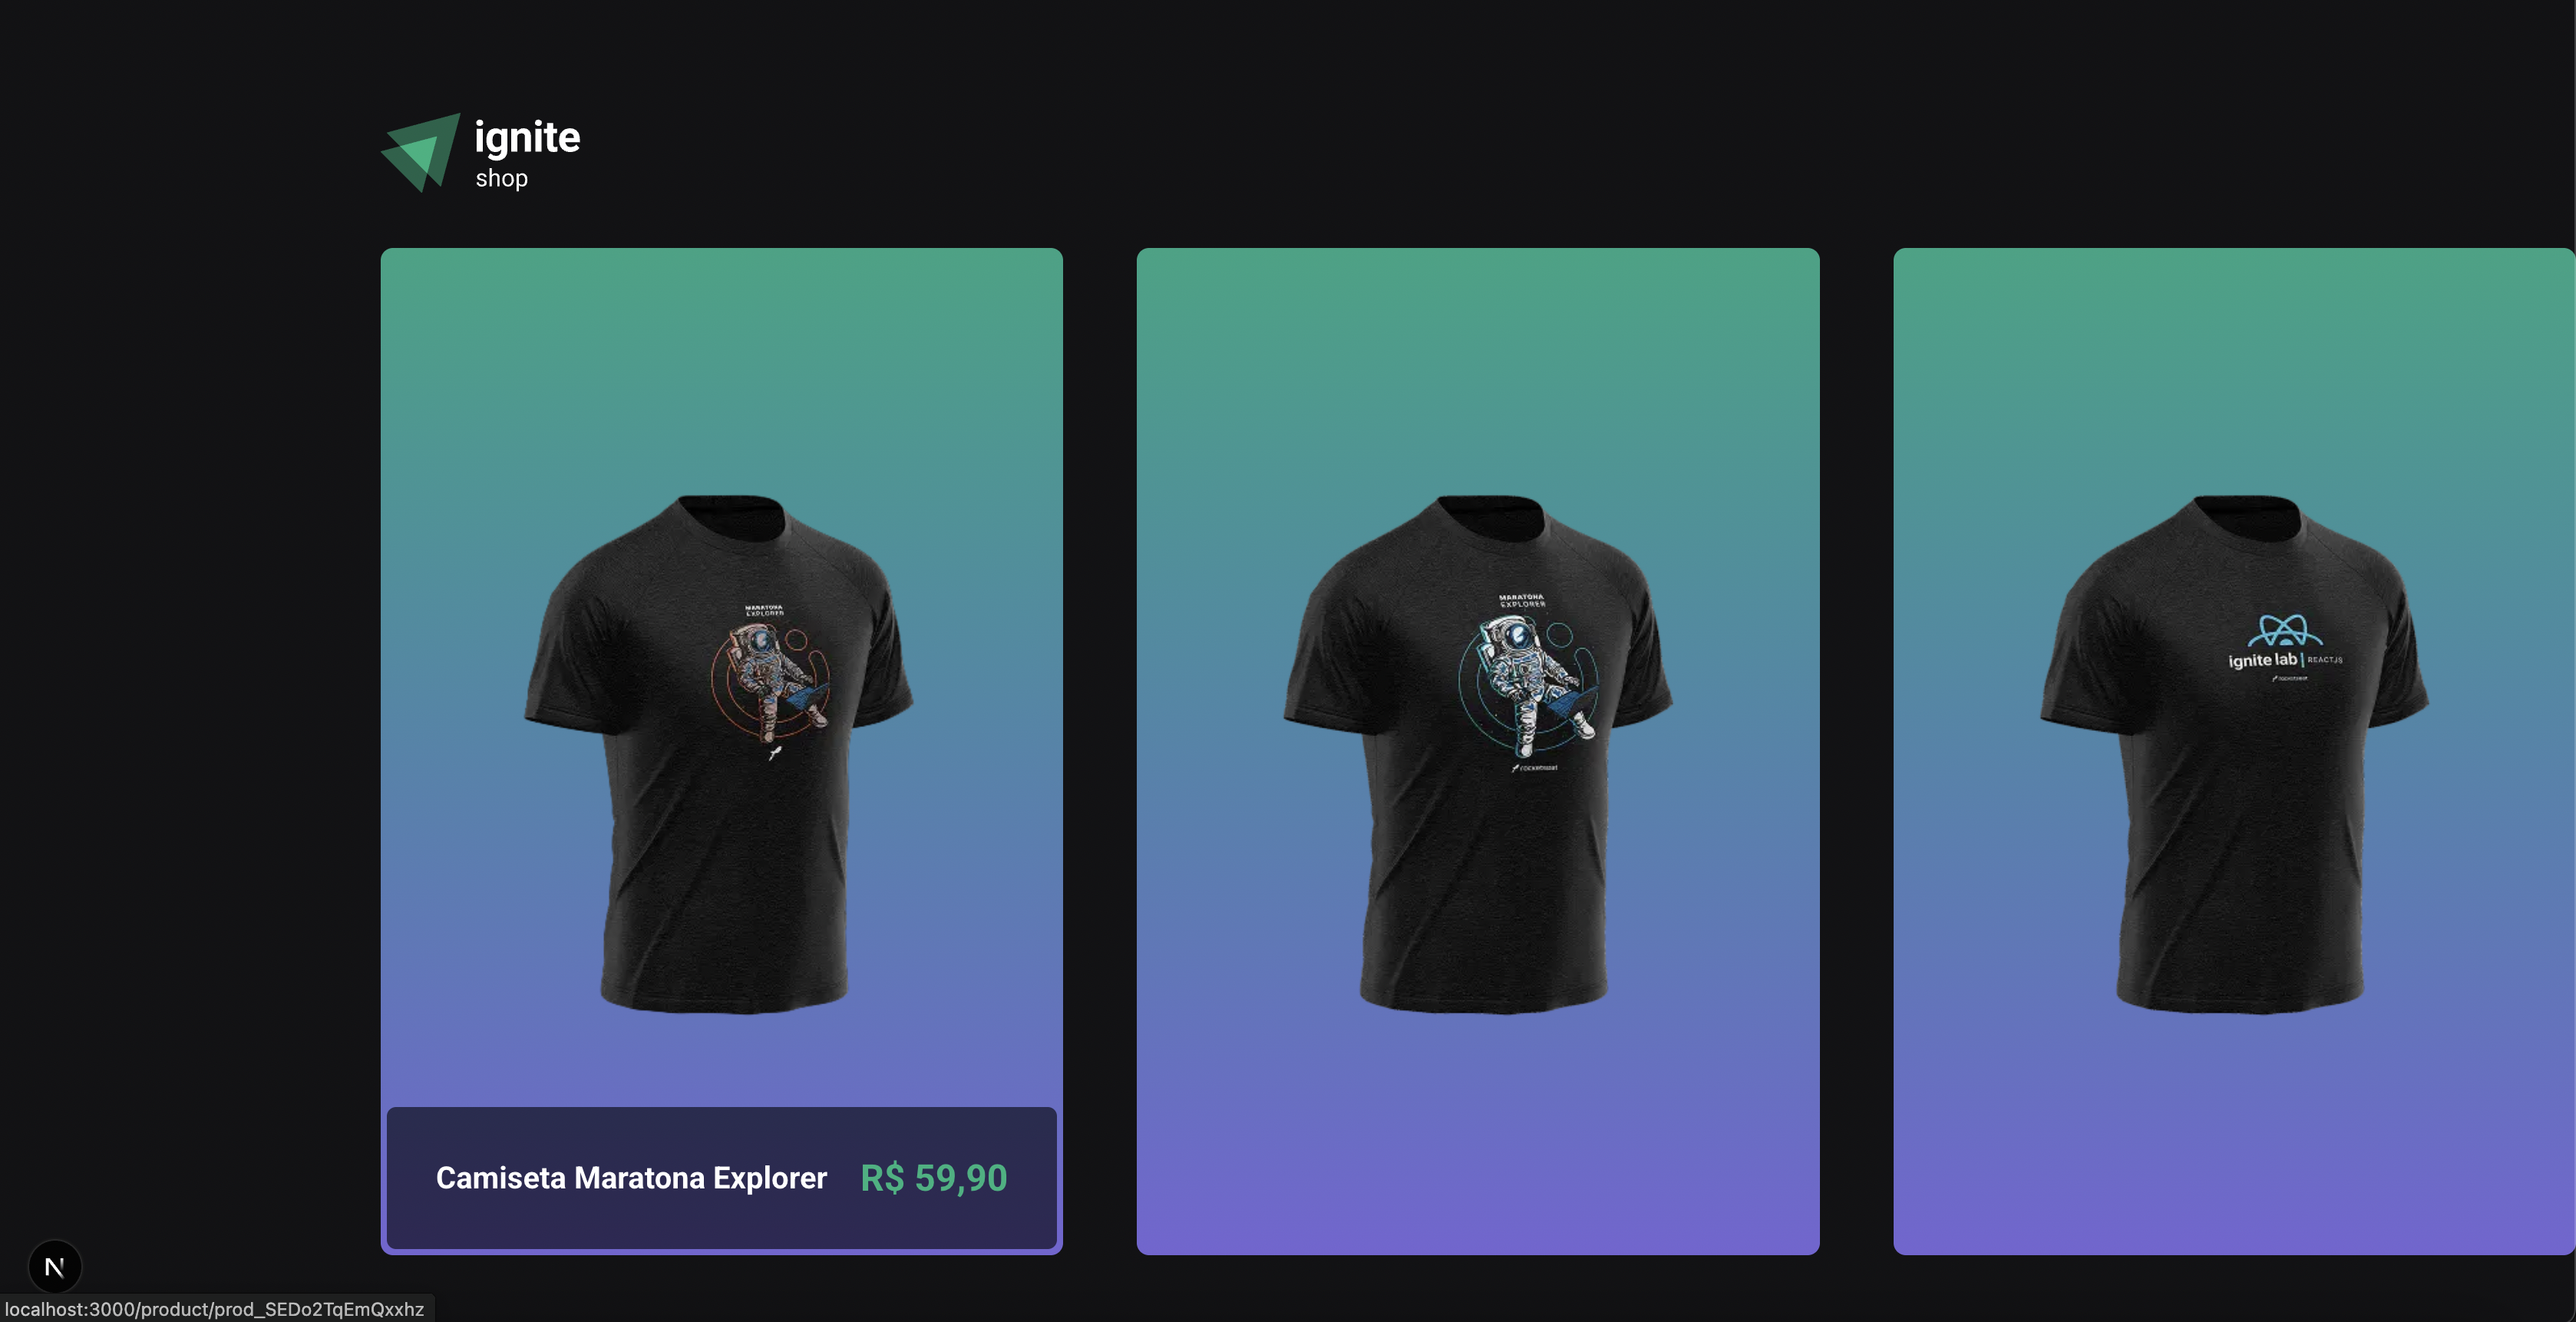 ignite
shop
MARATONA
EXPLORER
MARATONA
EXPLORER
rocketseat
ignite lab | REACTJS
rocketseat
Camiseta Maratona Explorer R$ 59,90
N
localhost:3000/product/prod_SEDo2TqEmQxxhz